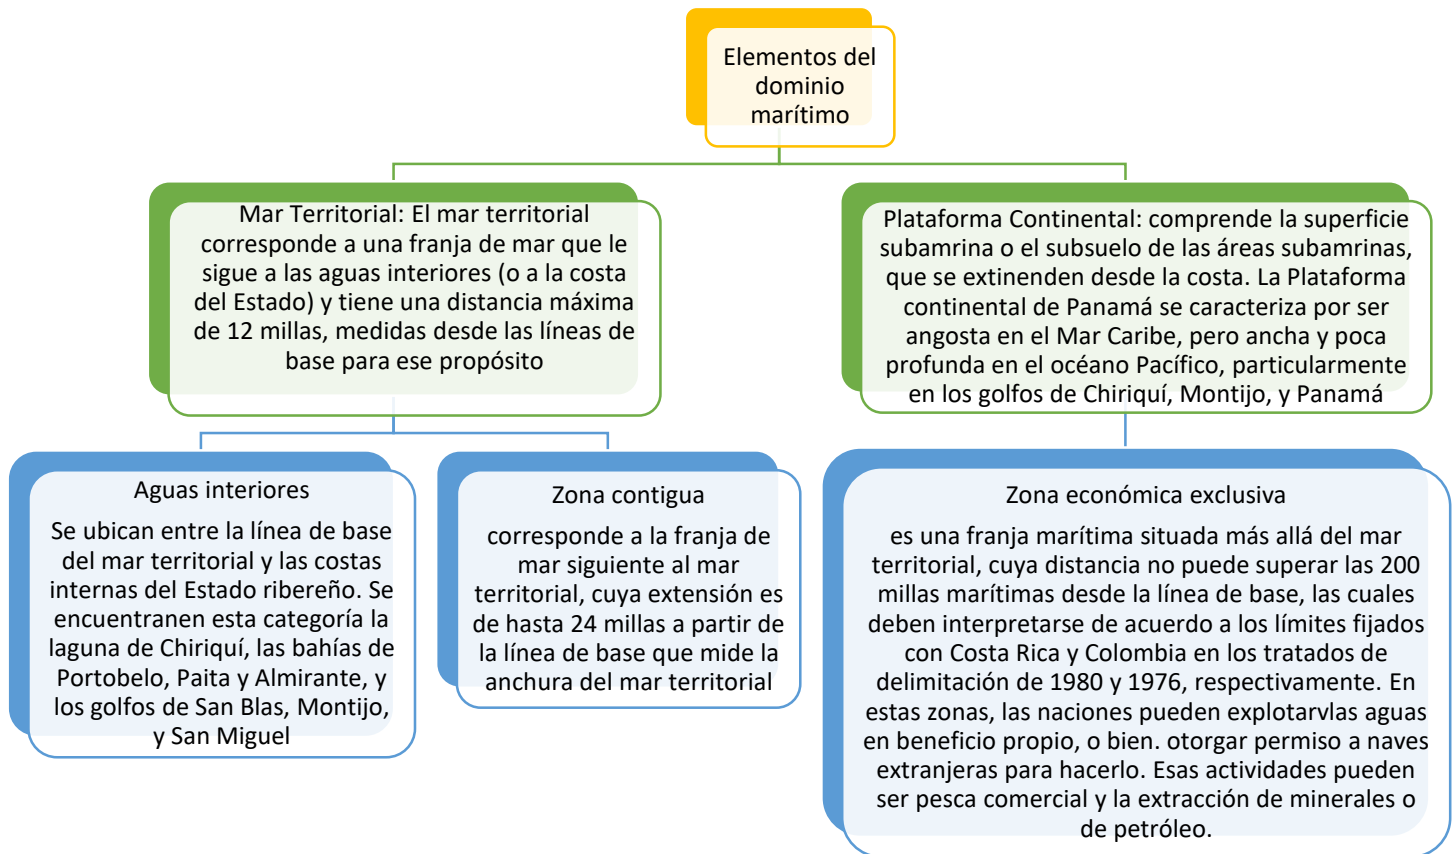 Elementos del
dominio
marítimo
Mar Territorial: El mar territorial
corresponde a una franja de mar que le
sigue a las aguas interiores (o a la costa
del Estado) y tiene una distancia máxima
de 12 millas, medidas desde las líneas de
base para ese propósito
Plataforma Continental: comprende la superficie
subamrina o el subsuelo de las áreas subamrinas,
que se extinenden desde la costa. La Plataforma
continental de Panamá se caracteriza por ser
angosta en el Mar Caribe, pero ancha y poca
profunda en el océano Pacífico, particularmente
en los golfos de Chiriquí, Montijo, y Panamá
Aguas interiores
Se ubican entre la línea de base
del mar territorial y las costas
internas del Estado ribereño. Se
encuentranen esta categoría la
laguna de Chiriquí, las bahías de
Portobelo, Paita y Almirante, y
los golfos de San Blas, Montijo,
y San Miguel
Zona contigua
corresponde a la franja de
mar siguiente al mar
territorial, cuya extensión es
de hasta 24 millas a partir de
la línea de base que mide la
anchura del mar territorial
Zona económica exclusiva
es una franja marítima situada más allá del mar
territorial, cuya distancia no puede superar las 200
millas marítimas desde la línea de base, las cuales
deben interpretarse de acuerdo a los límites fijados
con Costa Rica y Colombia en los tratados de
delimitación de 1980 y 1976, respectivamente. En
estas zonas, las naciones pueden explotarvlas aguas
en beneficio propio, o bien. otorgar permiso a naves
extranjeras para hacerlo. Esas actividades pueden
ser pesca comercial y la extracción de minerales o
de petróleo.